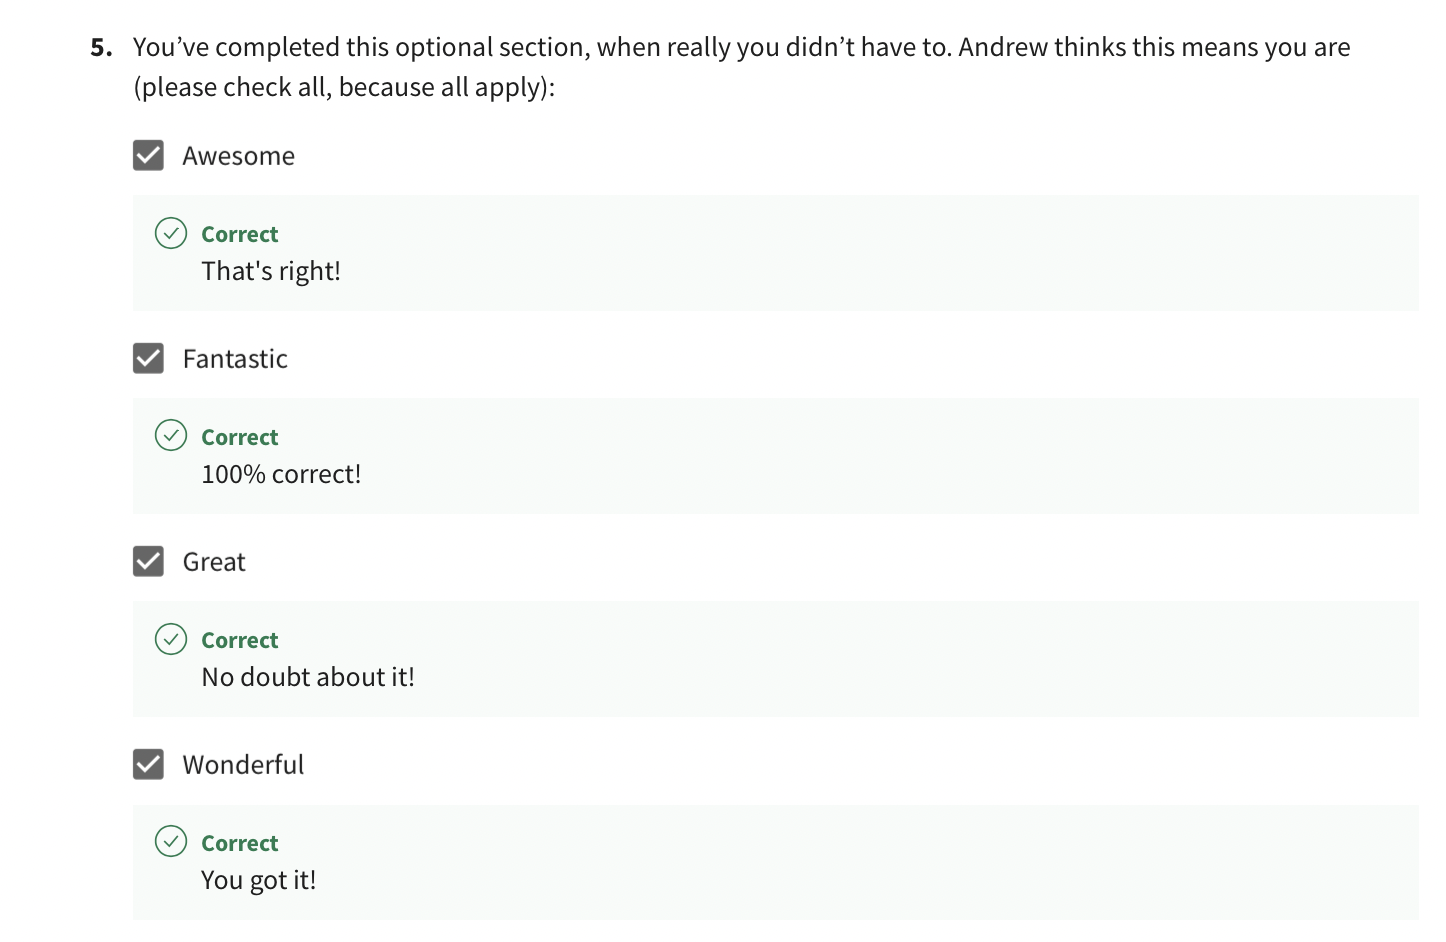 5. You’ve completed this optional section, when really you didn’t have to. Andrew thinks this means you are
(please check all, because all apply):
Awesome
Correct
That's right!
Fantastic
Correct
100% correct!
Great
Correct
No doubt about it!
Wonderful
Correct
You got it!